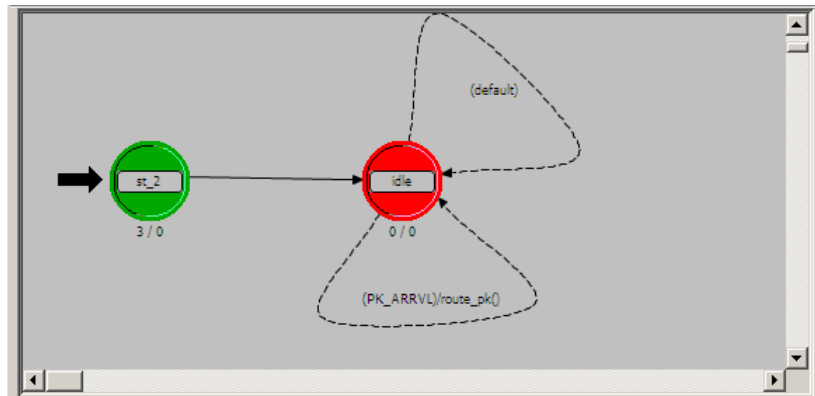 (default)
st_2
idle
3 / 0
0 / 0
(PK_ARRVL)/route_pk()